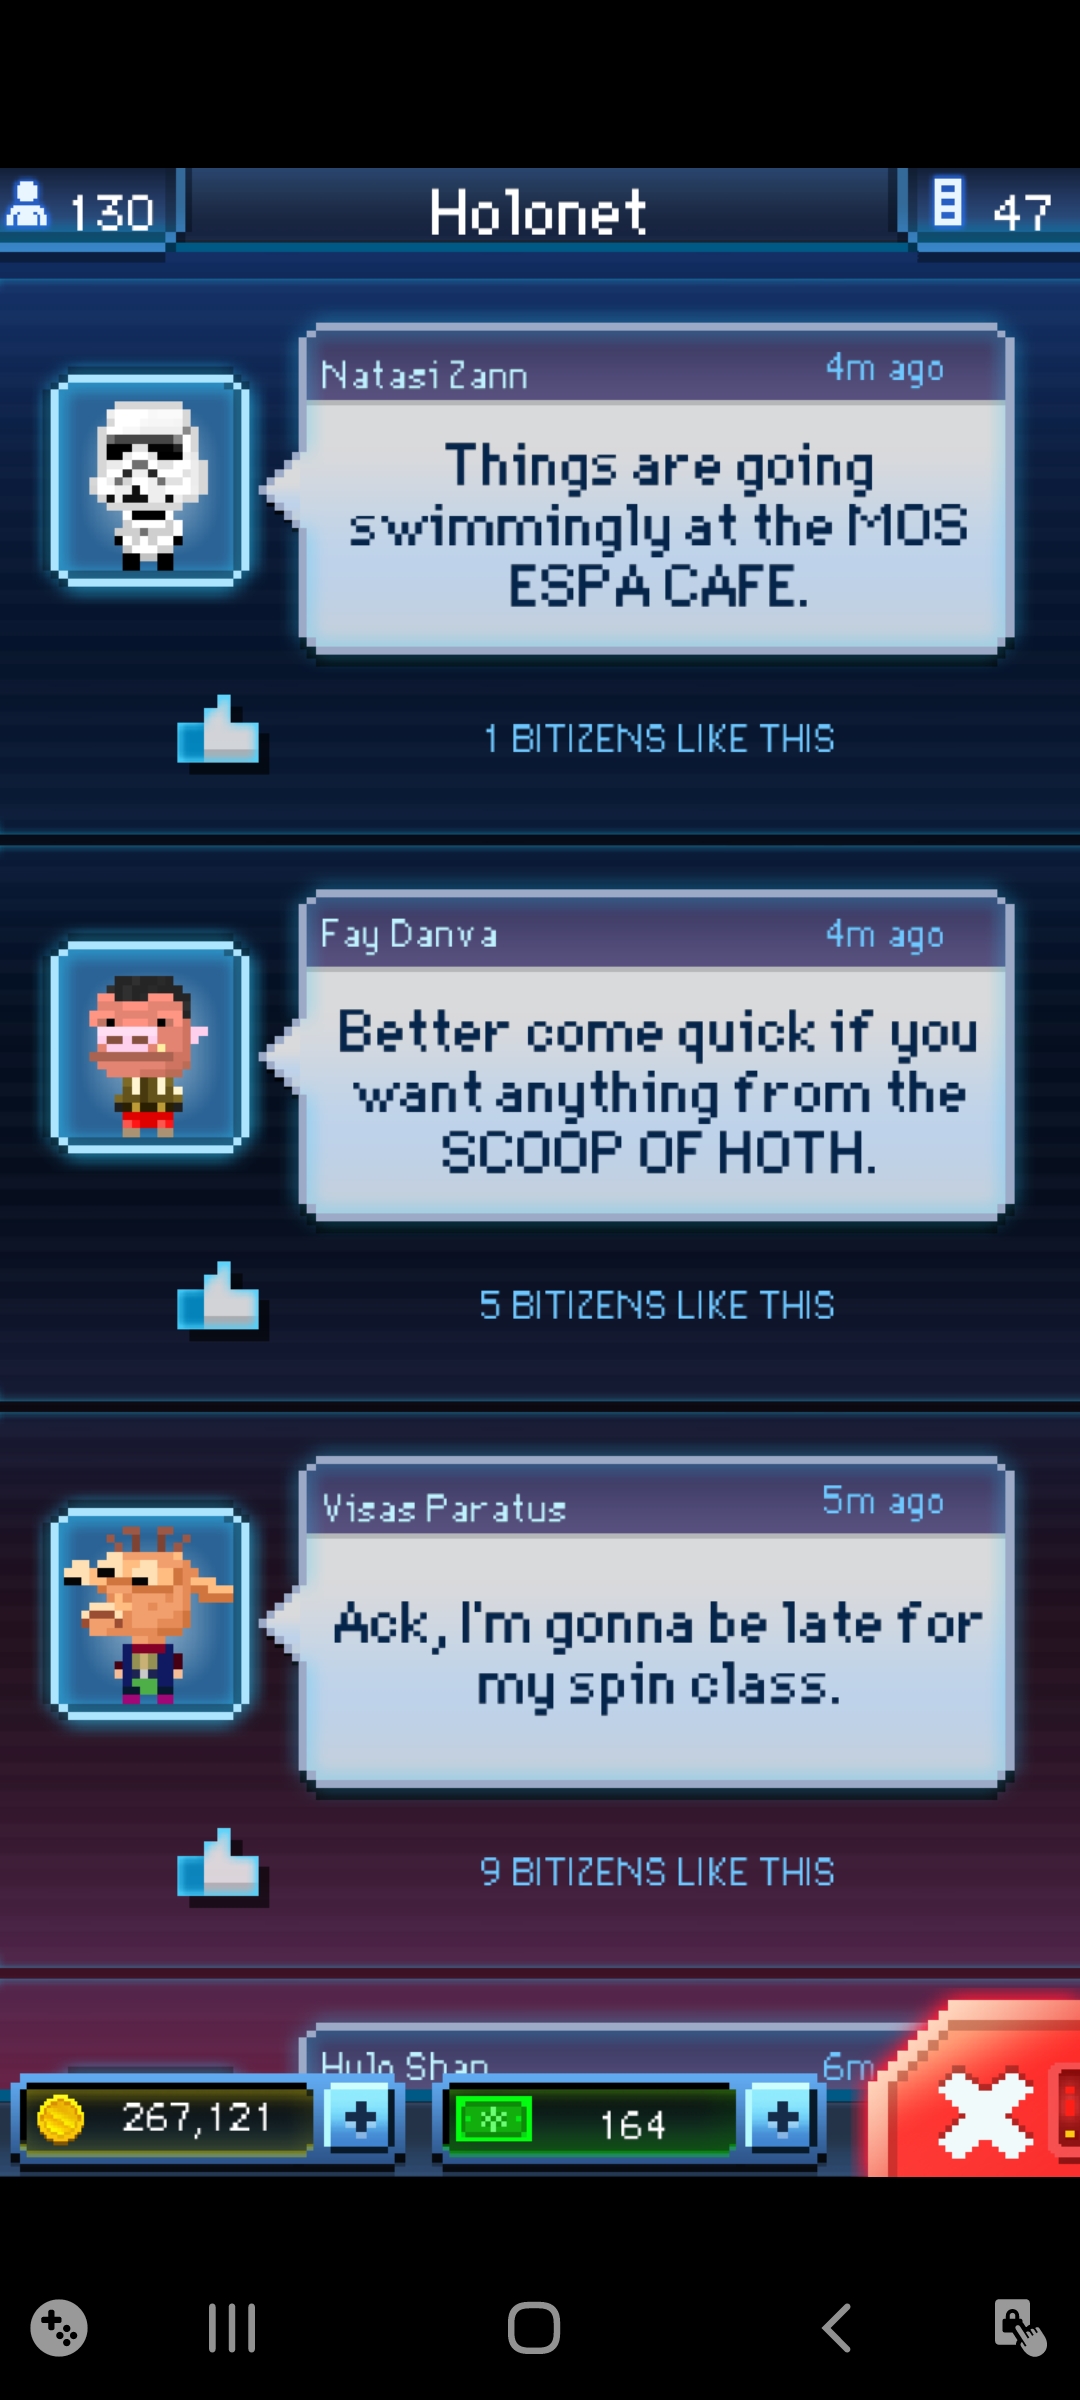 130
Holonet
47
Natasi Zann
4m ago
Things are going
swimmingly at the MOS
ESPA CAFE.
1 BITIZENS LIKE THIS
Fay Danva
4m ago
Better come quick if you
want anything from the
SCOOP OF HOTH.
5 BITIZENS LIKE THIS
Visas Paratus
5m ago
Ack, I'm gonna be late for
my spin class.
9 BITIZENS LIKE THIS
Hulo Shan
6m
267,121
164